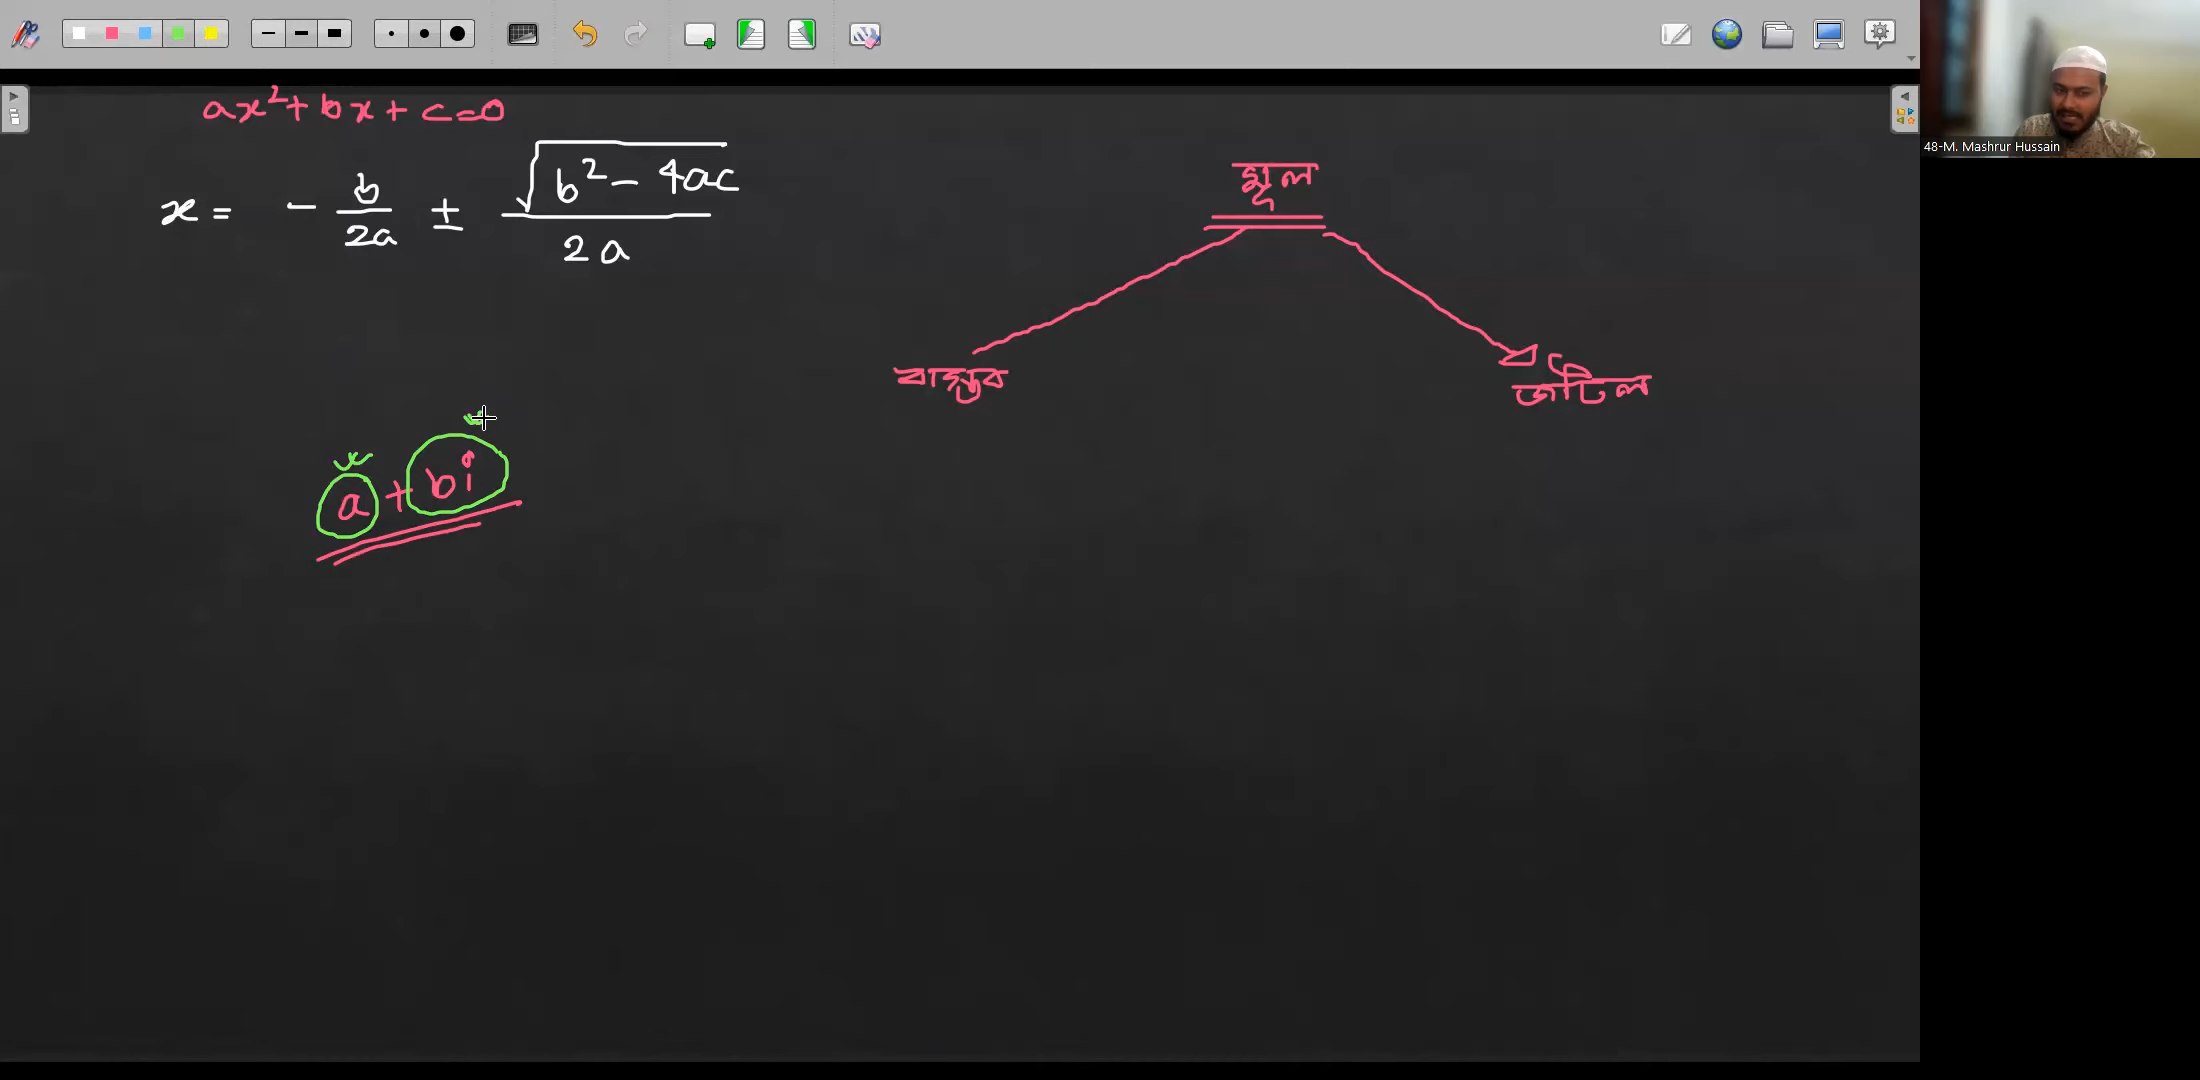 ax²+bx+c=0
x = - b/2a ± √(b²-4ac)/2a
মূল
বাস্তব
জটিল
a+bi
48-M. Mashrur Hussain